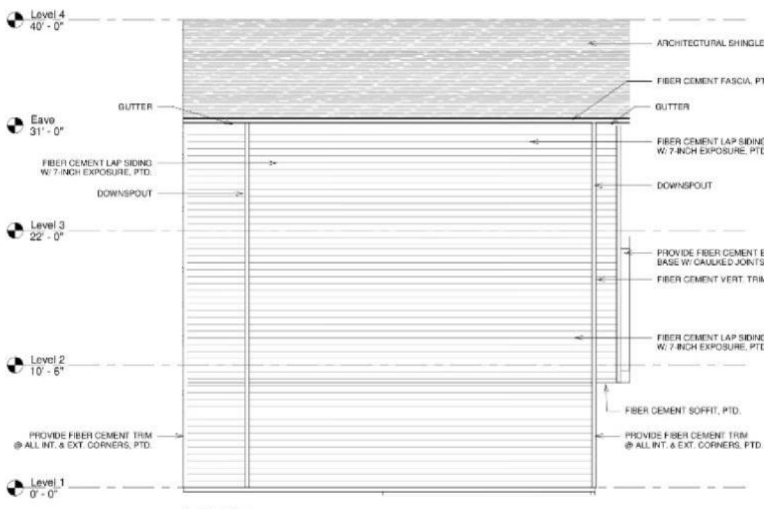 Level 4
40' - 0"
ARCHITECTURAL SHINGLE
FIBER CEMENT FASCIA, PT
GUTTER
GUTTER
Eave
31' - 0"
FIBER CEMENT LAP SIDING
W/ 7-INCH EXPOSURE, PTD.
FIBER CEMENT LAP SIDING
W/ 7-INCH EXPOSURE, PTD.
DOWNSPOUT
DOWNSPOUT
Level 3
22' - 0"
PROVIDE FIBER CEMENT B
BASE W/ CAULKED JOINTS
FIBER CEMENT VERT. TRIM
FIBER CEMENT LAP SIDING
W/ 7-INCH EXPOSURE, PTD
Level 2
10' - 6"
FIBER CEMENT SOFFIT, PTD.
PROVIDE FIBER CEMENT TRIM
@ ALL INT. & EXT. CORNERS, PTD.
PROVIDE FIBER CEMENT TRIM
@ ALL INT. & EXT. CORNERS, PTD.
Level 1
0' - 0"